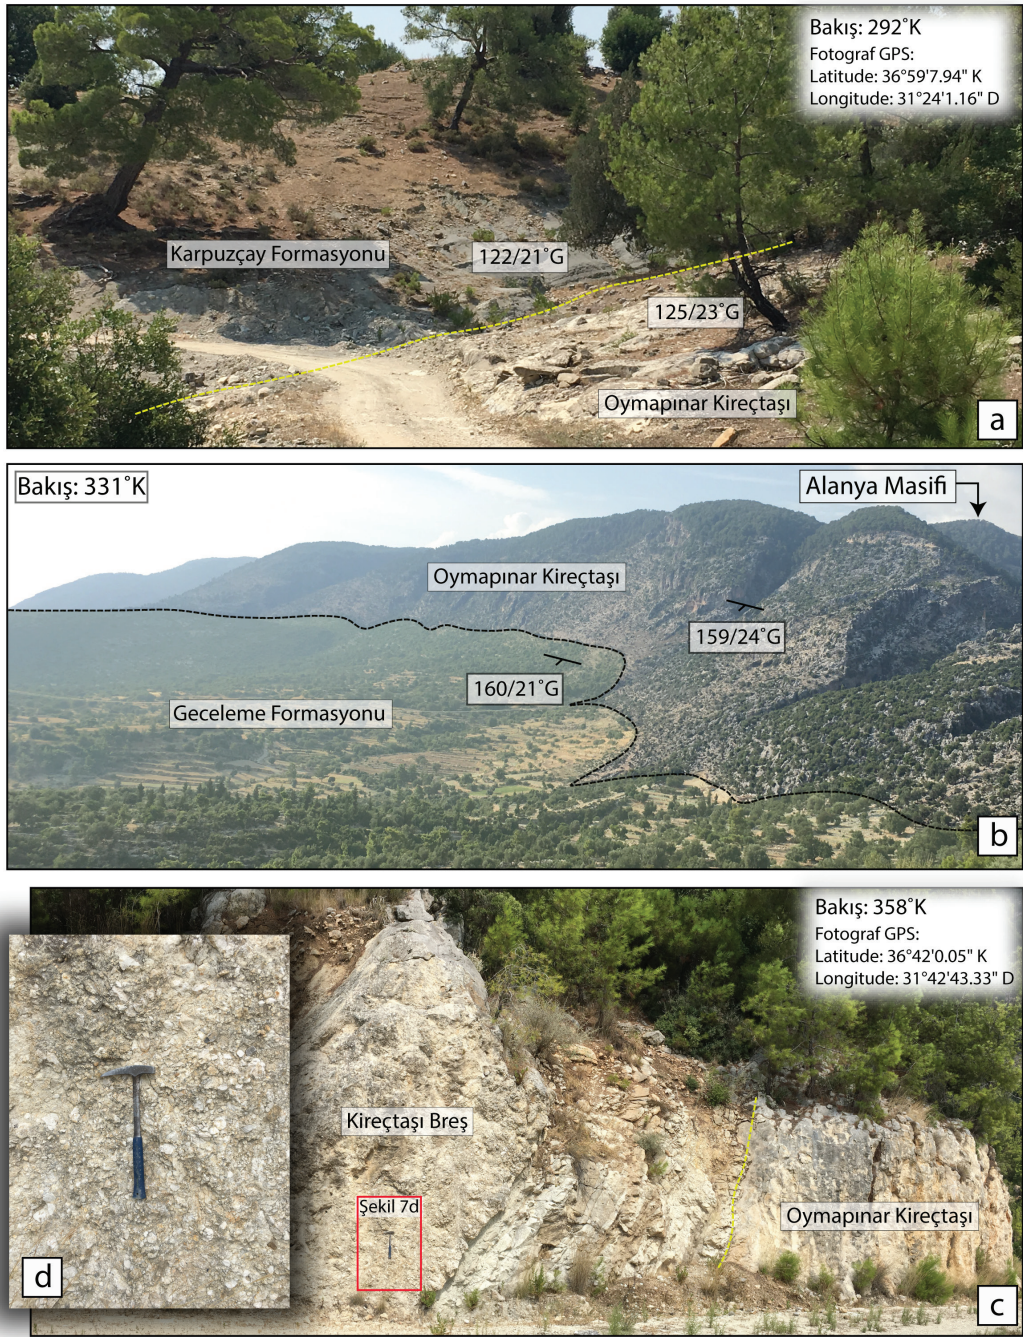 Bakış: 292°K
Fotograf GPS:
Latitude: 36°59'7.94" K
Longitude: 31°24'1.16" D
Karpuzçay Formasyonu
122/21°G
125/23°G
Oymapınar Kireçtaşı
a
Bakış: 331°K
Alanya Masifi
Oymapınar Kireçtaşı
159/24°G
160/21°G
Geceleme Formasyonu
b
Bakış: 358°K
Fotograf GPS:
Latitude: 36°42'0.05" K
Longitude: 31°42'43.33" D
Kireçtaşı Breş
Şekil 7d
Oymapınar Kireçtaşı
d
c